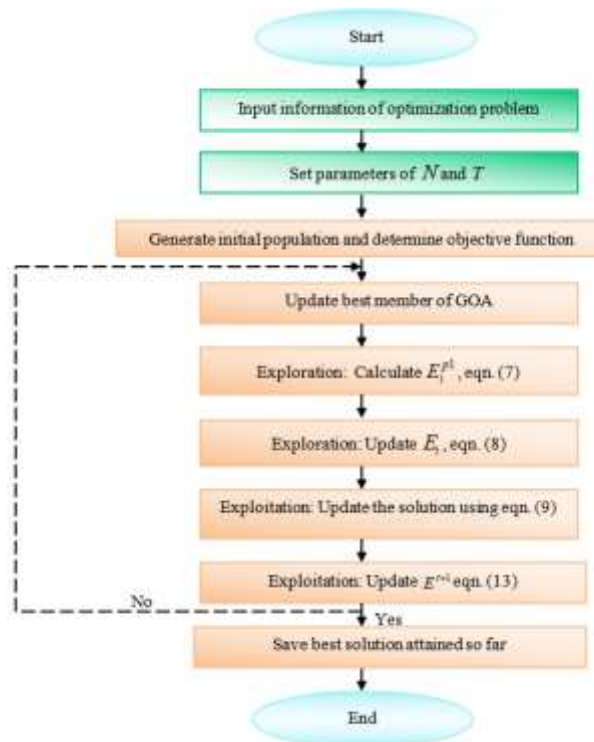 Start
Input information of optimization problem
Set parameters of N and T
Generate initial population and determine objective function
Update best member of GOA
Exploration: Calculate E_i^{p1}, eqn. (7)
Exploration: Update E_i, eqn. (8)
Exploitation: Update the solution using eqn. (9)
Exploitation: Update E^{r+1} eqn. (13)
No
Yes
Save best solution attained so far
End